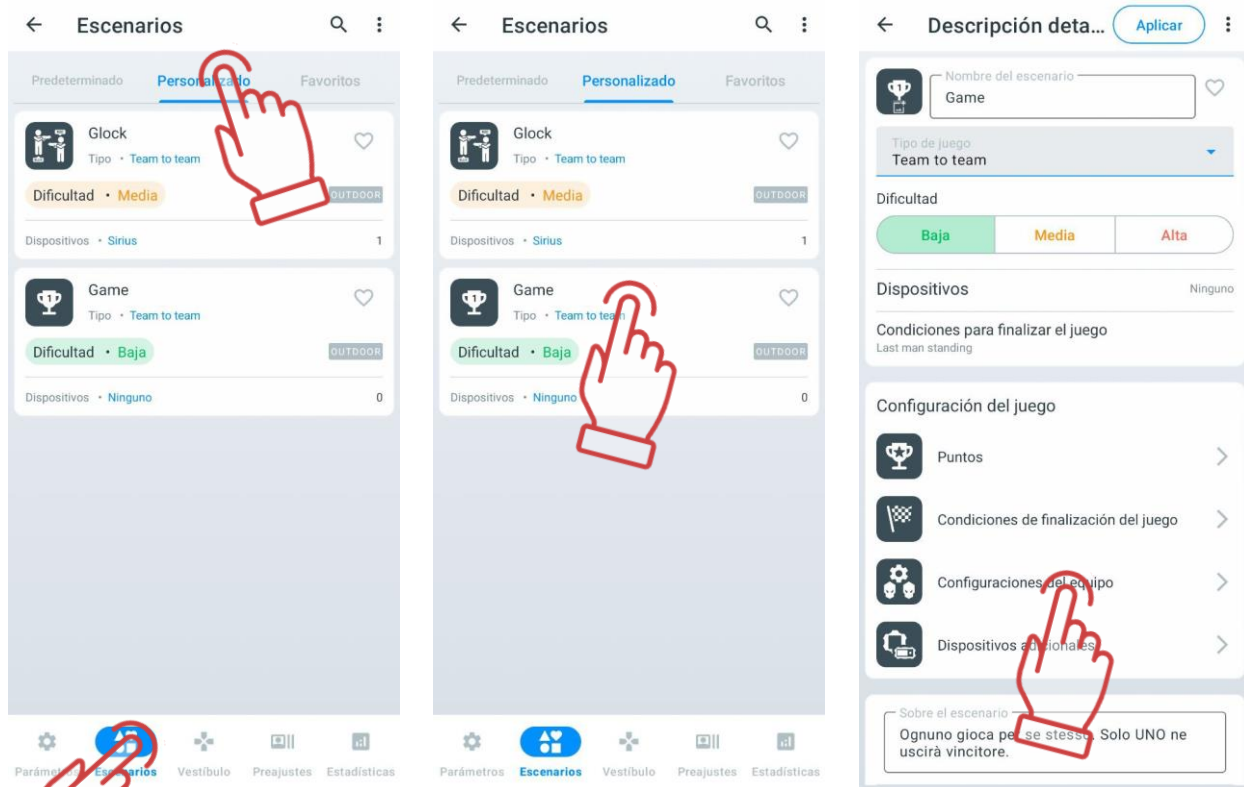 Escenarios
Predeterminado Personalizado Favoritos
Glock
Tipo • Team to team
Dificultad • Media
OUTDOOR
Dispositivos • Sirius 1
Game
Tipo • Team to team
Dificultad • Baja
OUTDOOR
Dispositivos • Ninguno 0
Parámetros Escenarios Vestíbulo Preajustes Estadísticas
Escenarios
Predeterminado Personalizado Favoritos
Glock
Tipo • Team to team
Dificultad • Media
OUTDOOR
Dispositivos • Sirius 1
Game
Tipo • Team to team
Dificultad • Baja
OUTDOOR
Dispositivos • Ninguno 0
Parámetros Escenarios Vestíbulo Preajustes Estadísticas
Descripción deta... Aplicar
Nombre del escenario
Game
Tipo de juego
Team to team
Dificultad
Baja Media Alta
Dispositivos Ninguno
Condiciones para finalizar el juego
Last man standing
Configuración del juego
Puntos
Condiciones de finalización del juego
Configuraciones del equipo
Dispositivos adicionales
Sobre el escenario
Ognuno gioca per se stesso. Solo UNO ne
uscirà vincitore.